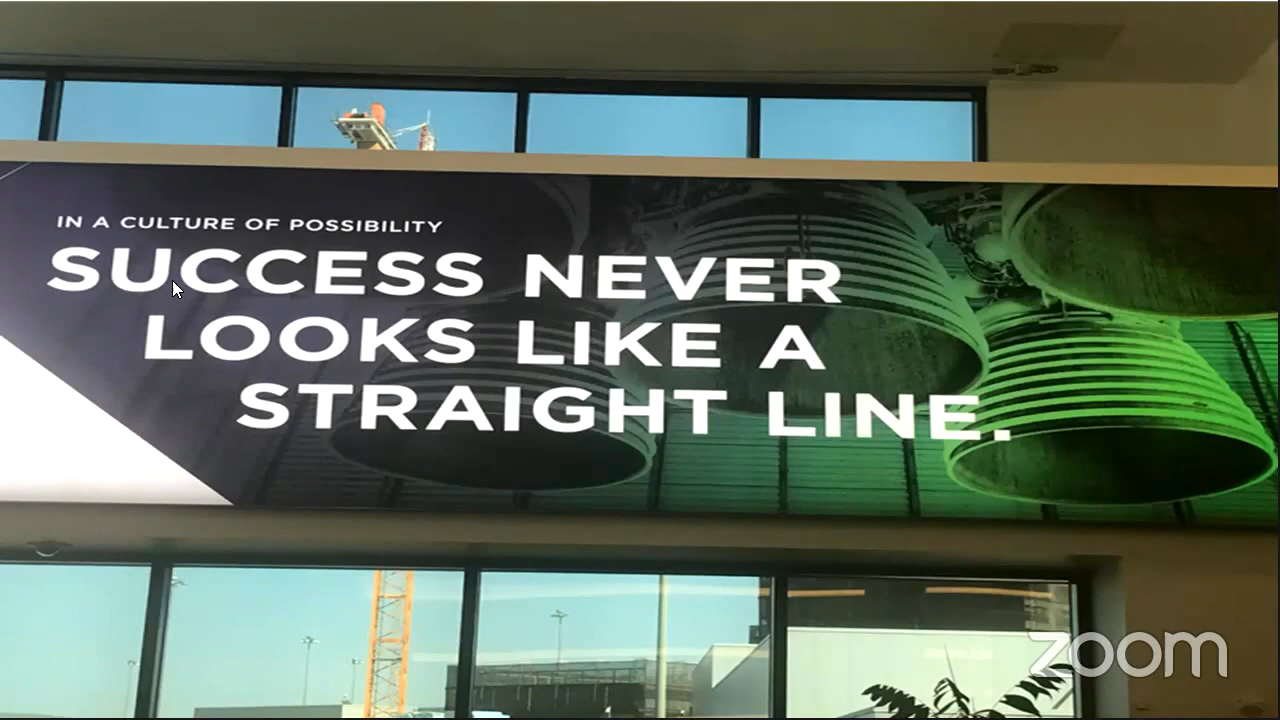 IN A CULTURE OF POSSIBILITY
SUCCESS NEVER
LOOKS LIKE A
STRAIGHT LINE.
zoom